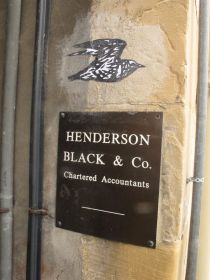 HENDERSON
BLACK & Co.
Chartered Accountants